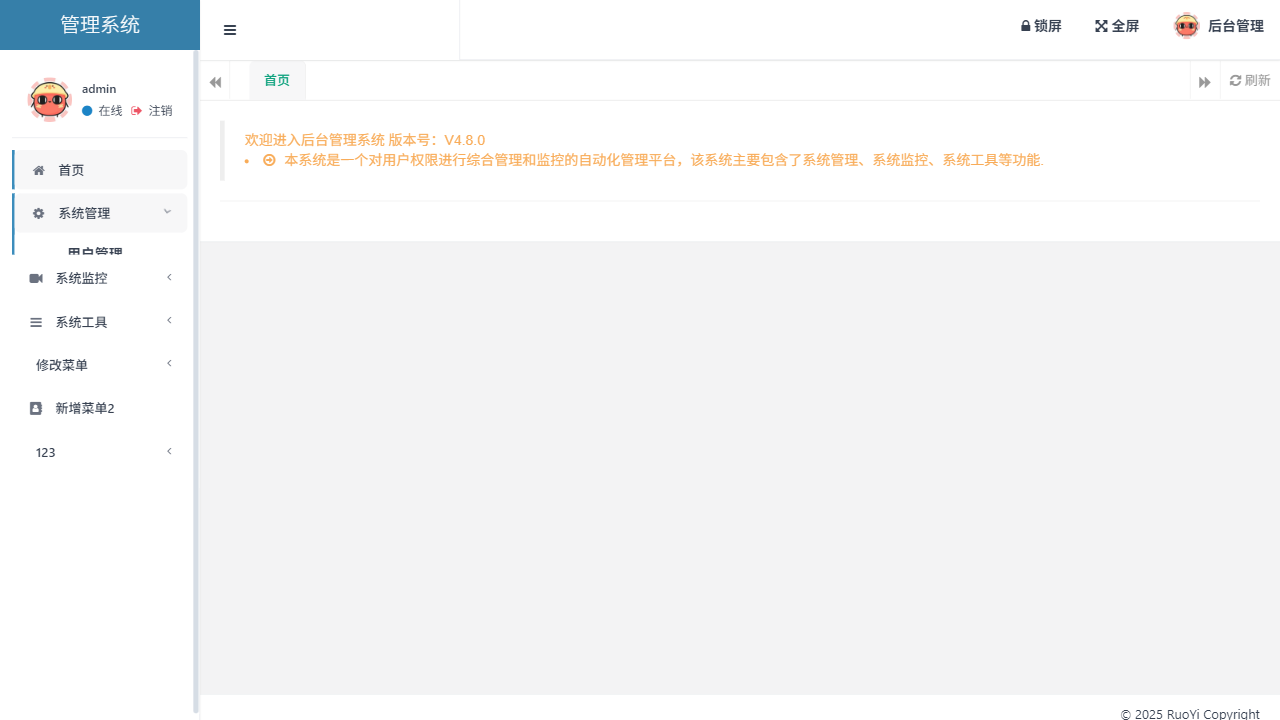 管理系统
锁屏
全屏
后台管理
首页
刷新
admin
在线
注销
首页
系统管理
用户管理
系统监控
系统工具
修改菜单
新增菜单2
123
欢迎进入后台管理系统 版本号：V4.8.0
本系统是一个对用户权限进行综合管理和监控的自动化管理平台，该系统主要包含了系统管理、系统监控、系统工具等功能.
© 2025 RuoYi Copyright